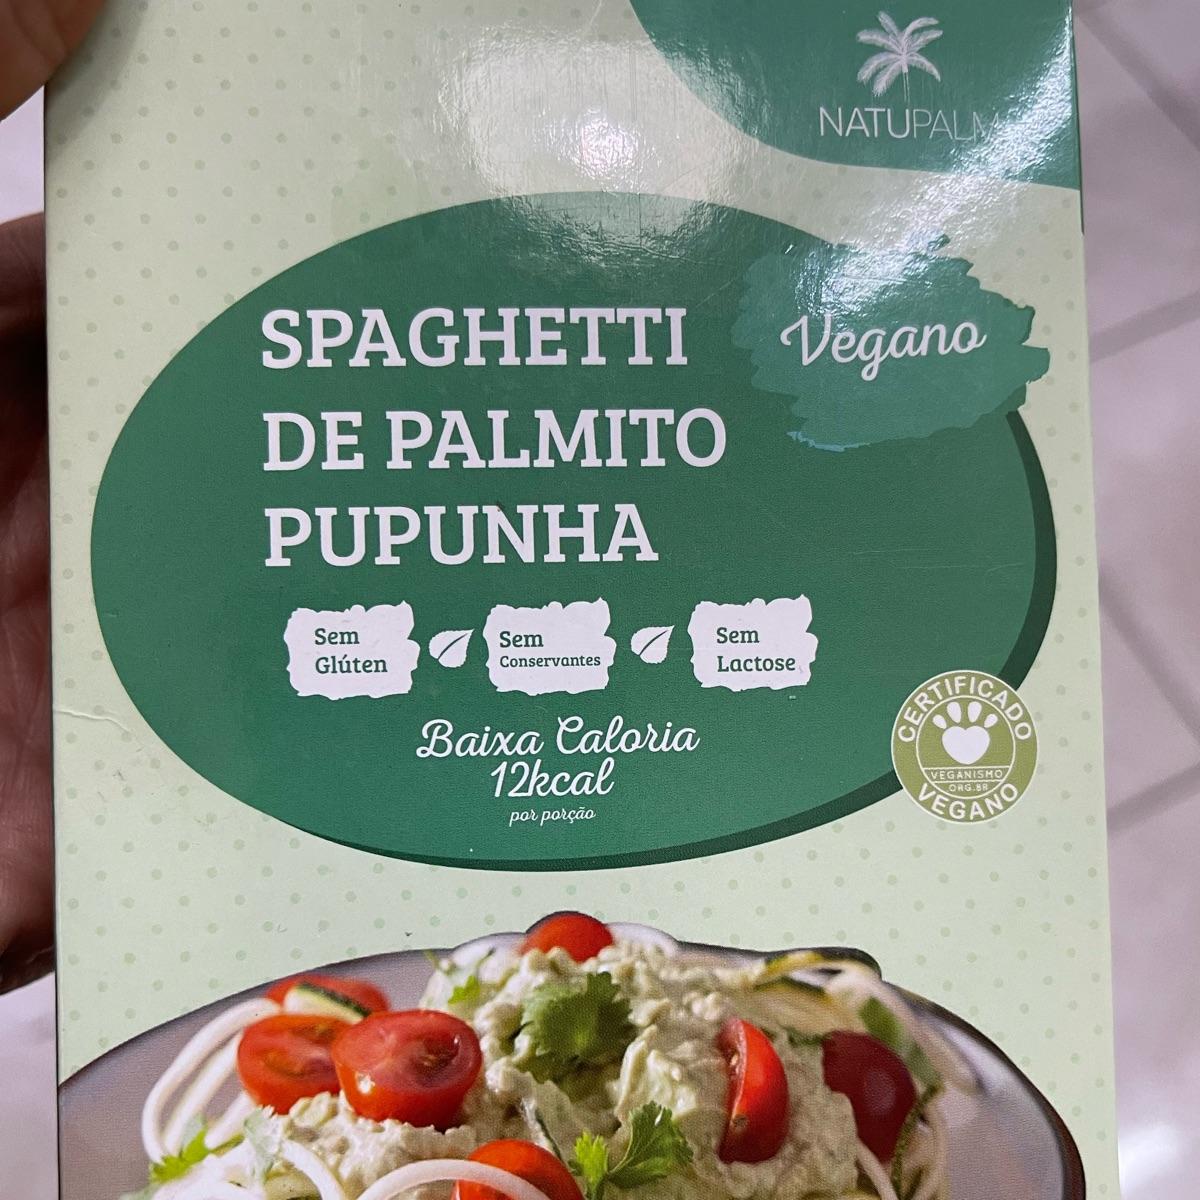 NATUPALM
Vegano
SPAGHETTI
DE PALMITO
PUPUNHA
Sem
Glúten
Sem
Conservantes
Sem
Lactose
Baixa Caloria
12kcal
por porção
CERTIFICADO
VEGANISMO
ORG.BR
VEGANO